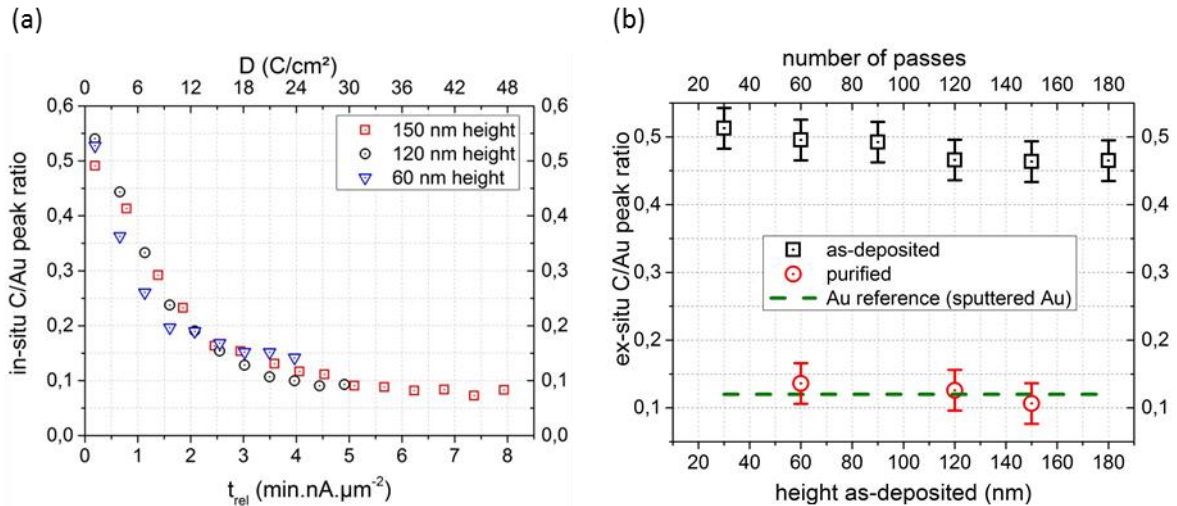 (a)
D (C/cm²)
0 6 12 18 24 30 36 42 48
0,6 0,6
0,5 0,5
0,4 0,4
0,3 0,3
0,2 0,2
0,1 0,1
0,0 0,0
in-situ C/Au peak ratio
150 nm height
120 nm height
60 nm height
0 1 2 3 4 5 6 7 8
t_rel (min.nA.µm⁻²)
(b)
number of passes
20 40 60 80 100 120 140 160 180
0,5 0,5
0,4 0,4
0,3 0,3
0,2 0,2
0,1 0,1
ex-situ C/Au peak ratio
as-deposited
purified
Au reference (sputtered Au)
20 40 60 80 100 120 140 160 180
height as-deposited (nm)